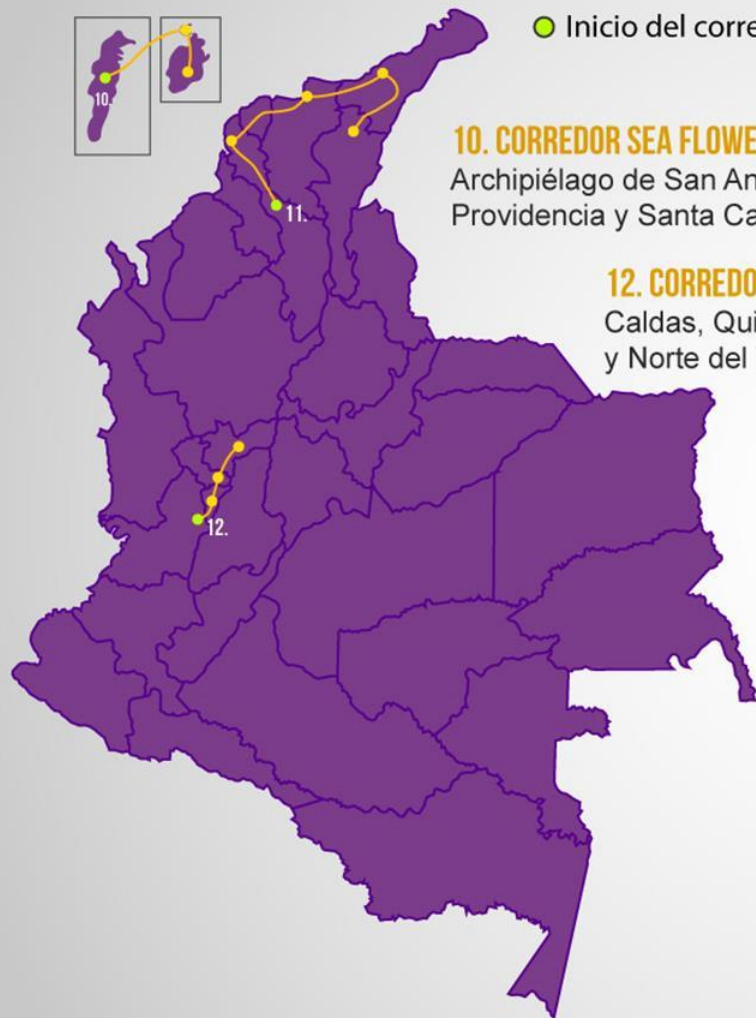 Inicio del corre
10. CORREDOR SEA FLOWE
Archipiélago de San An
Providencia y Santa Ca
12. CORREDO
Caldas, Qui
y Norte del
10.
11.
12.